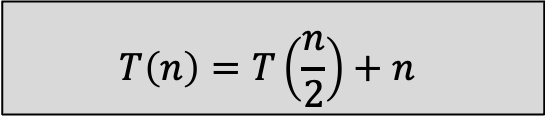 T(n) = T(n/2) + n